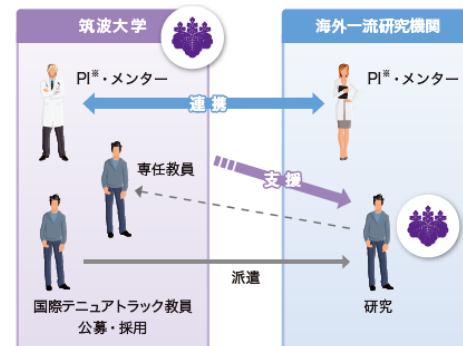 筑波大学
海外一流研究機関
PI※・メンター
PI※・メンター
連携
専任教員
支援
派遣
国際テニュアトラック教員
公募・採用
研究